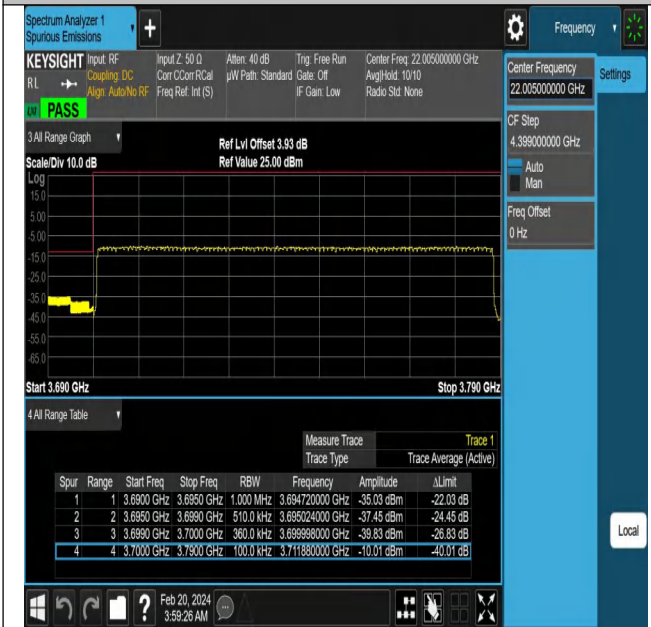 Spectrum Analyzer 1
Spurious Emissions
+
Frequency
KEYSIGHT
RL
Input: RF
Coupling: DC
Align: Auto/No RF
Input Z: 50 Ω
Corr CCorr RCal
Freq Ref: Int (S)
Atten: 40 dB
µW Path: Standard
Trig: Free Run
Gate: Off
IF Gain: Low
Center Freq: 22.005000000 GHz
Avg|Hold: 10/10
Radio Std: None
LXI
PASS
Center Frequency
22.005000000 GHz
Settings
CF Step
4.399000000 GHz
Auto
Man
Freq Offset
0 Hz
3 All Range Graph
Ref Lvl Offset 3.93 dB
Scale/Div 10.0 dB
Ref Value 25.00 dBm
Log
15.0
5.00
-5.00
-15.0
-25.0
-35.0
-45.0
-55.0
-65.0
Start 3.690 GHz
Stop 3.790 GHz
4 All Range Table
Measure Trace Trace 1
Trace Type Trace Average (Active)
Spur Range Start Freq Stop Freq RBW Frequency Amplitude ΔLimit
1 1 3.6900 GHz 3.6950 GHz 1.000 MHz 3.694720000 GHz -35.03 dBm -22.03 dB
2 2 3.6950 GHz 3.6990 GHz 510.0 kHz 3.695024000 GHz -37.45 dBm -24.45 dB
3 3 3.6990 GHz 3.7000 GHz 360.0 kHz 3.699998000 GHz -39.83 dBm -26.83 dB
4 4 3.7000 GHz 3.7900 GHz 100.0 kHz 3.711880000 GHz -10.01 dBm -40.01 dB
Local
?
Feb 20, 2024
3:59:26 AM